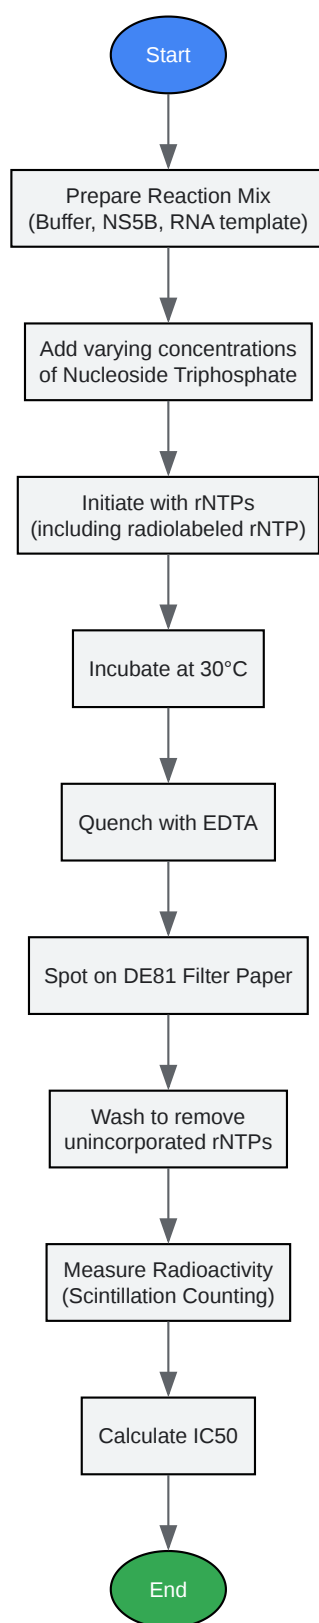 Start
Prepare Reaction Mix
(Buffer, NS5B, RNA template)
Add varying concentrations
of Nucleoside Triphosphate
Initiate with rNTPs
(including radiolabeled rNTP)
Incubate at 30°C
Quench with EDTA
Spot on DE81 Filter Paper
Wash to remove
unincorporated rNTPs
Measure Radioactivity
(Scintillation Counting)
Calculate IC50
End